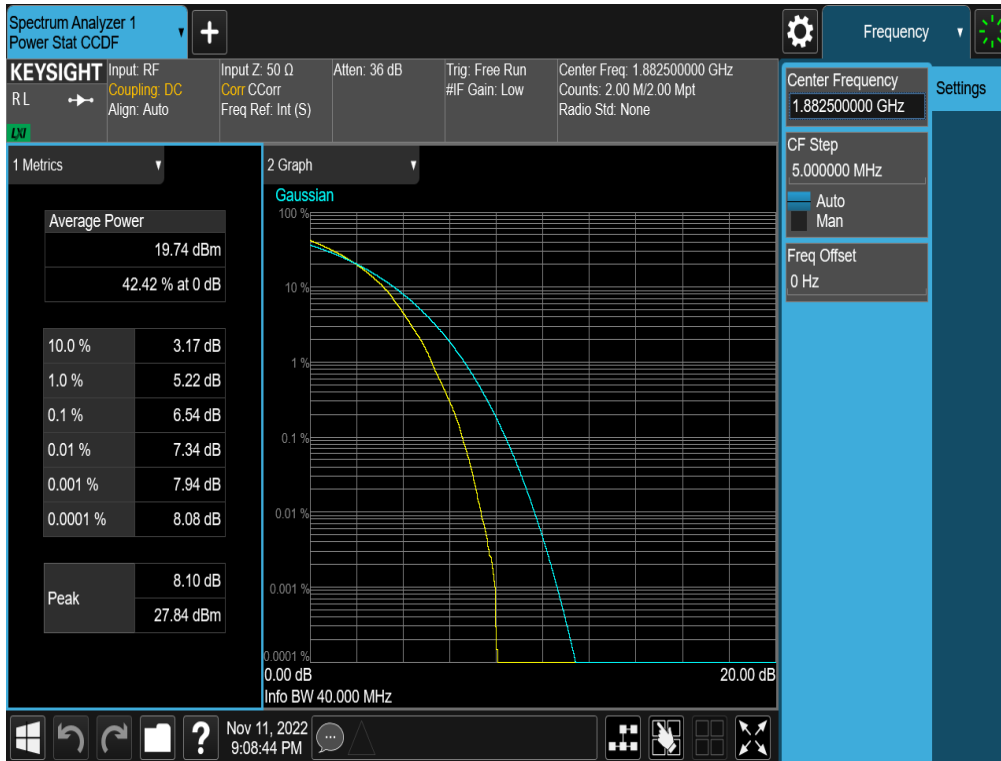 Spectrum Analyzer 1
Power Stat CCDF
+
Frequency
KEYSIGHT
RL
LXI
Input: RF
Coupling: DC
Align: Auto
Input Z: 50 Ω
Corr CCorr
Freq Ref: Int (S)
Atten: 36 dB
Trig: Free Run
#IF Gain: Low
Center Freq: 1.882500000 GHz
Counts: 2.00 M/2.00 Mpt
Radio Std: None
Center Frequency
1.882500000 GHz
Settings
CF Step
5.000000 MHz
Auto
Man
Freq Offset
0 Hz
1 Metrics
Average Power
19.74 dBm
42.42 % at 0 dB
10.0 % 3.17 dB
1.0 % 5.22 dB
0.1 % 6.54 dB
0.01 % 7.34 dB
0.001 % 7.94 dB
0.0001 % 8.08 dB
Peak
8.10 dB
27.84 dBm
2 Graph
Gaussian
100 %
10 %
1 %
0.1 %
0.01 %
0.001 %
0.0001 %
0.00 dB 20.00 dB
Info BW 40.000 MHz
?
Nov 11, 2022
9:08:44 PM